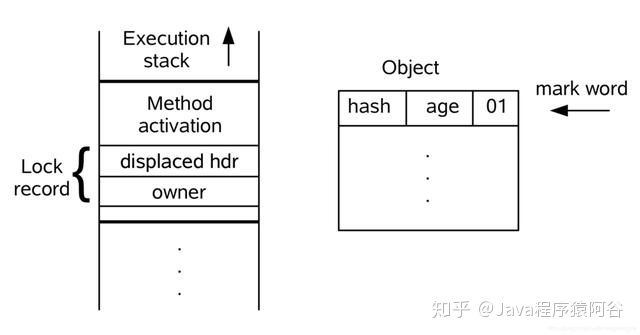 Execution
stack
Method
activation
Lock
record
displaced hdr
owner
Object
mark word
hash
age
01
知乎 @Java程序猿阿谷